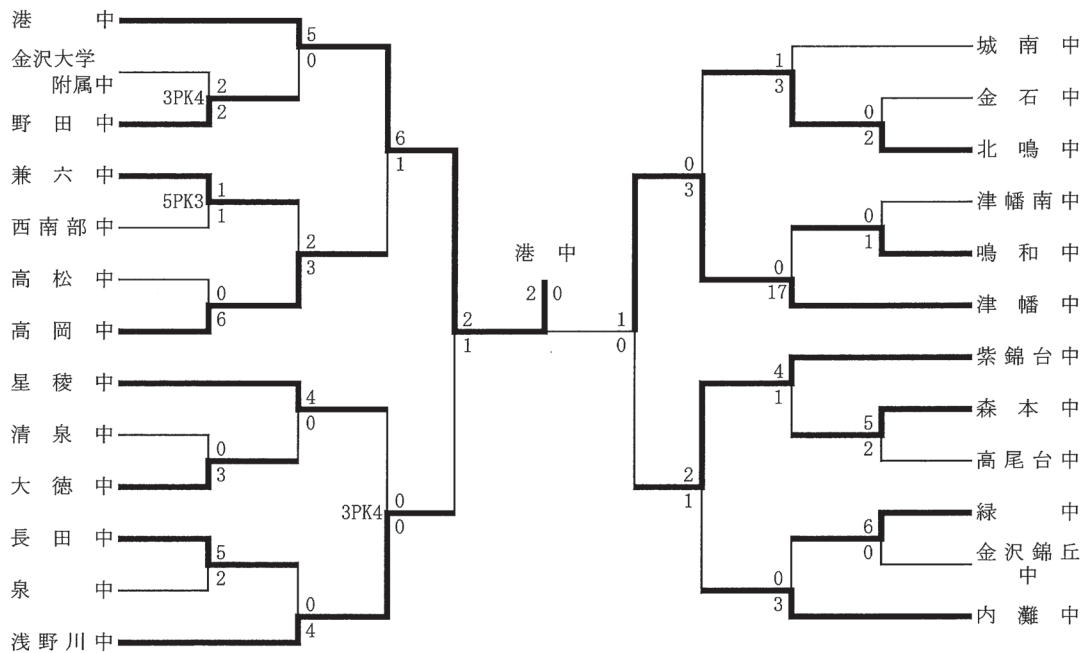 港中
5
0
金沢大学
附属中
2
3PK4
2
野田中
6
1
兼六中
1
5PK3
1
西南部中
2
3
高松中
0
6
高岡中
2
1
星稜中
4
0
清泉中
0
3
大徳中
0
3PK4
0
長田中
5
2
泉中
0
4
浅野川中
港中
2 0
城南中
1
3
金石中
0
2
北鳴中
0
3
津幡南中
0
1
鳴和中
0
17
津幡中
1
0
紫錦台中
4
1
森本中
5
2
高尾台中
2
1
緑中
6
0
金沢錦丘
中
0
3
内灘中